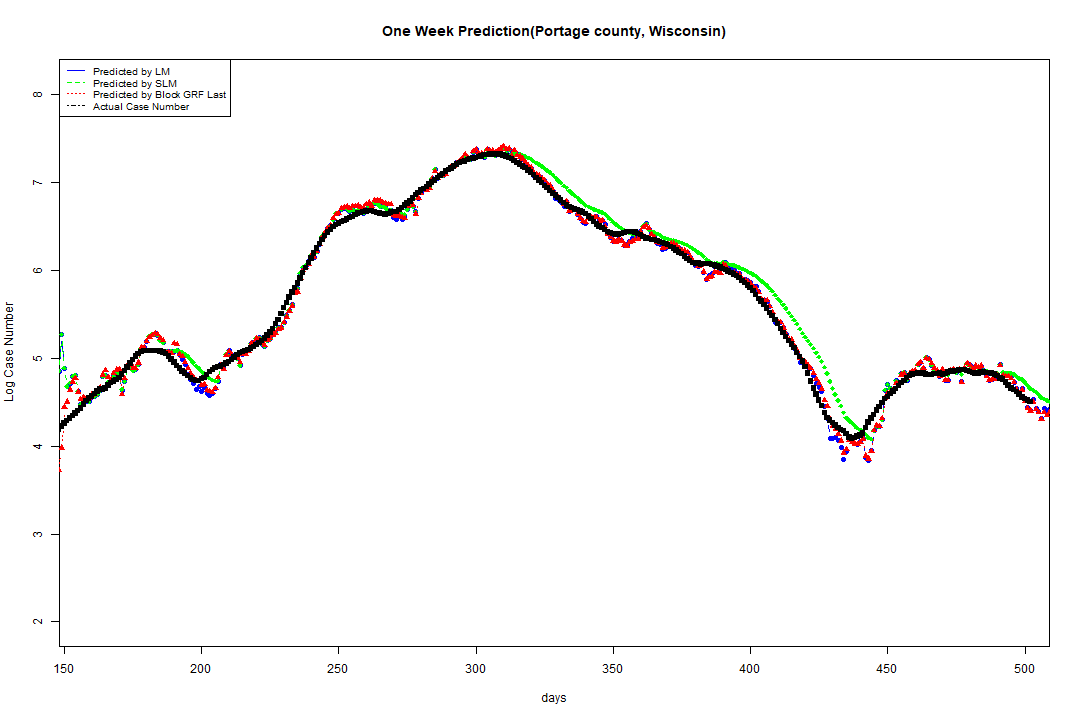 One Week Prediction(Portage county, Wisconsin)
Predicted by LM
Predicted by SLM
Predicted by Block GRF Last
Actual Case Number
8
7
6
5
4
3
2
Log Case Number
150 200 250 300 350 400 450 500
days